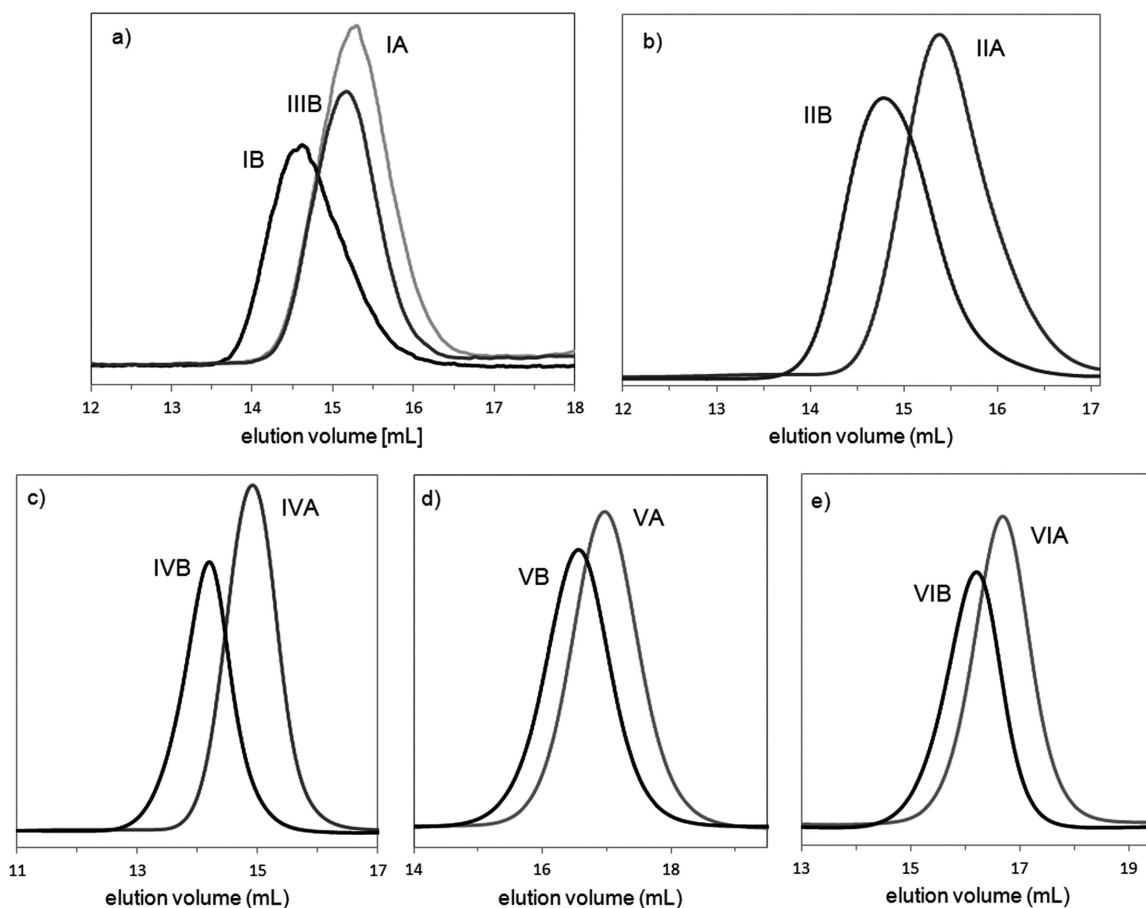 a)
IA
IIIB
IB
12 13 14 15 16 17 18
elution volume [mL]
b)
IIA
IIB
12 13 14 15 16 17
elution volume (mL)
c)
IVA
IVB
11 13 15 17
elution volume (mL)
d)
VA
VB
14 16 18
elution volume (mL)
e)
VIA
VIB
13 15 17 19
elution volume (mL)